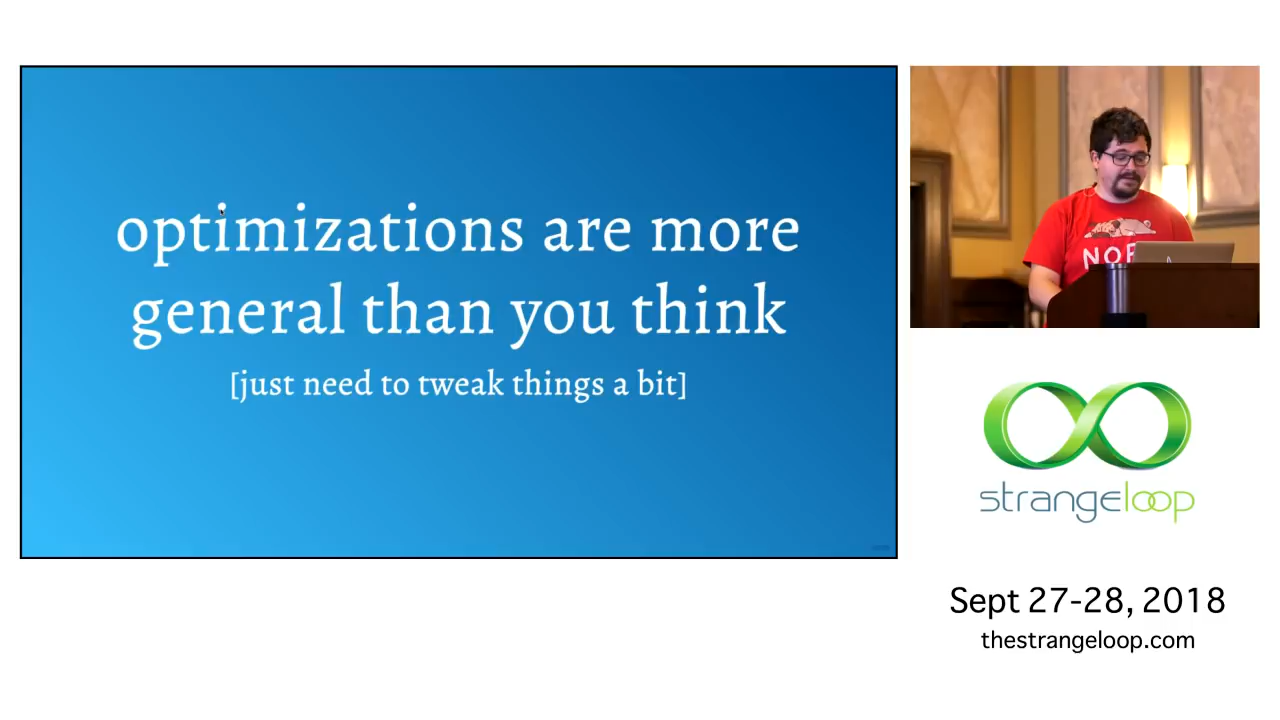 optimizations are more
general than you think
[just need to tweak things a bit]
strangeloop
Sept 27-28, 2018
thestrangeloop.com